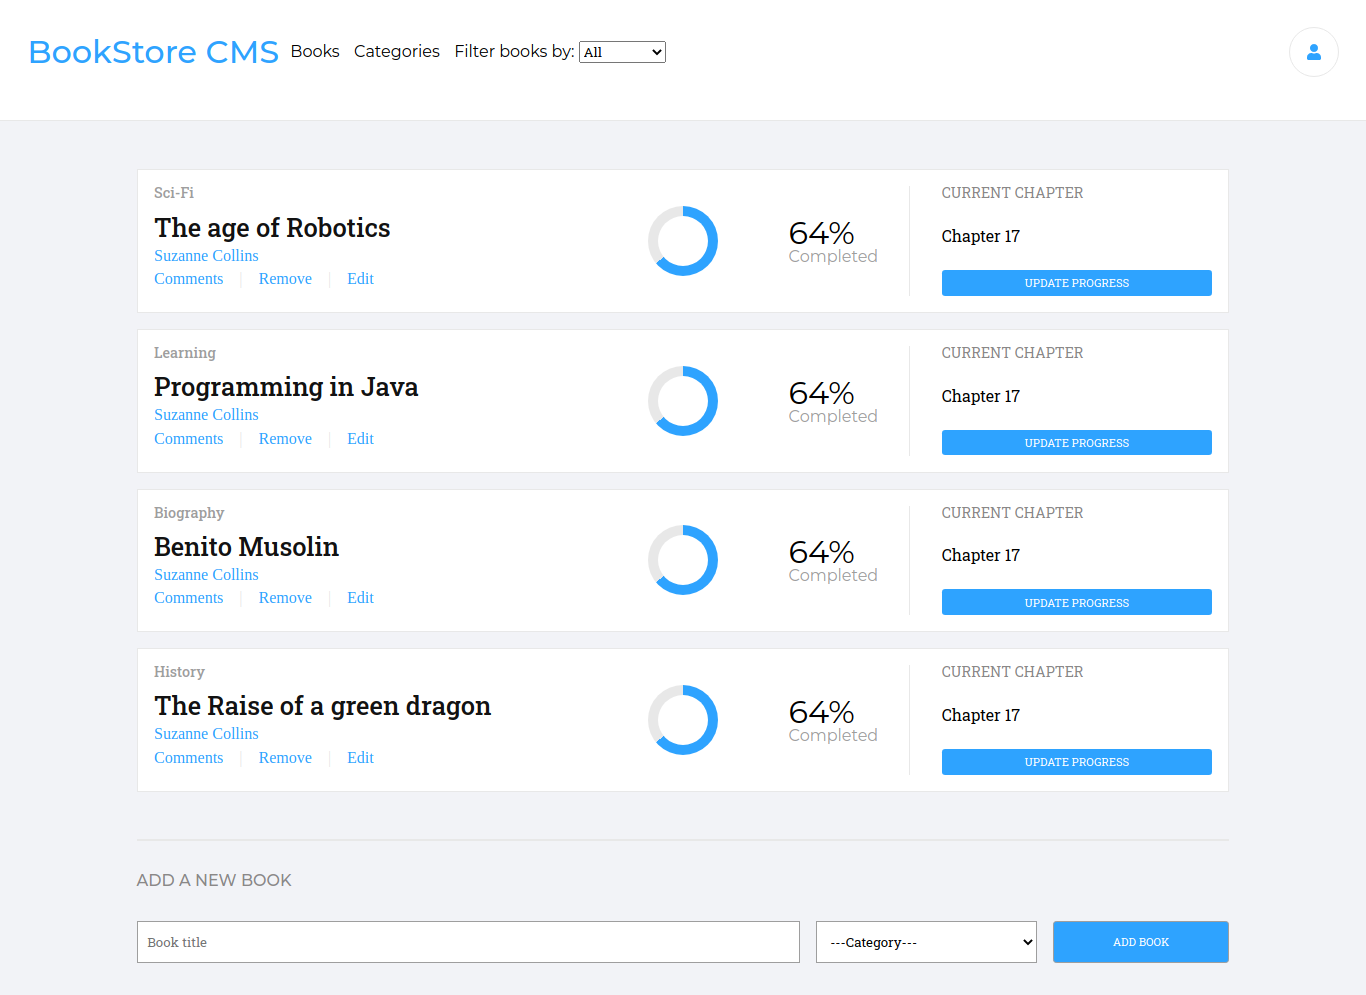 BookStore CMS Books Categories Filter books by: All
Sci-Fi
The age of Robotics
Suzanne Collins
Comments Remove Edit
64%
Completed
CURRENT CHAPTER
Chapter 17
UPDATE PROGRESS
Learning
Programming in Java
Suzanne Collins
Comments Remove Edit
64%
Completed
CURRENT CHAPTER
Chapter 17
UPDATE PROGRESS
Biography
Benito Musolin
Suzanne Collins
Comments Remove Edit
64%
Completed
CURRENT CHAPTER
Chapter 17
UPDATE PROGRESS
History
The Raise of a green dragon
Suzanne Collins
Comments Remove Edit
64%
Completed
CURRENT CHAPTER
Chapter 17
UPDATE PROGRESS
ADD A NEW BOOK
Book title ---Category--- ADD BOOK